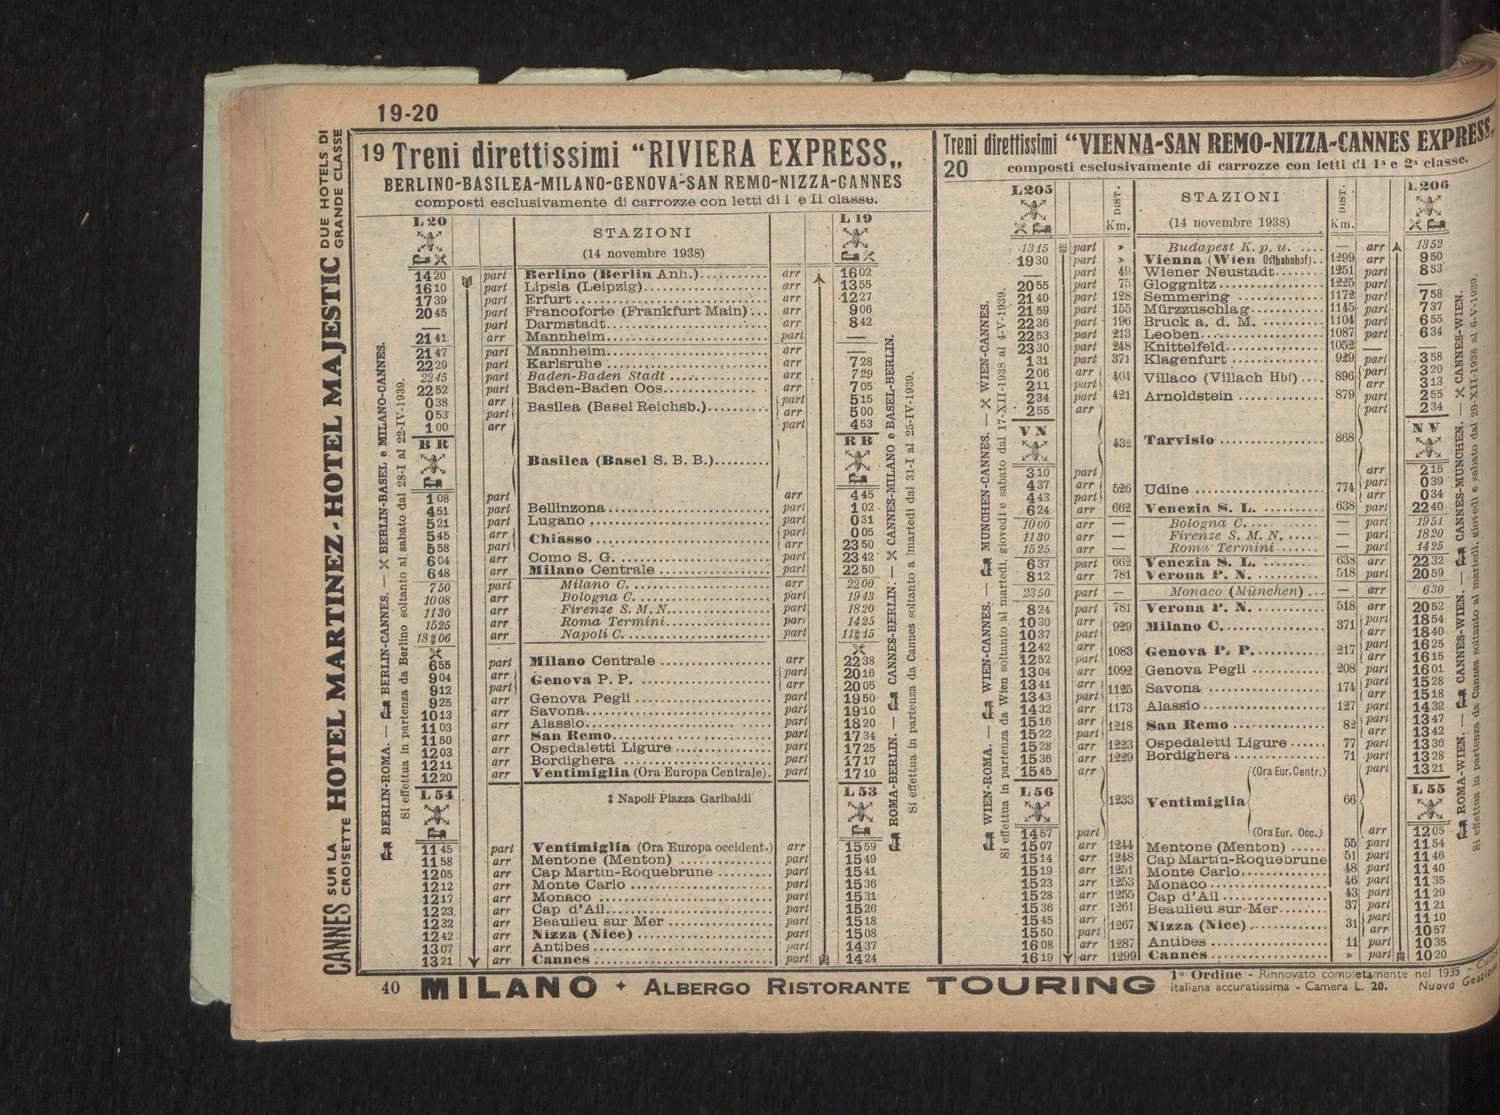 19-20
CANNES SUR LA CROISETTE HOTEL MARTINEZ - HOTEL MAJESTIC DUE HOTELS DI GRANDE CLASSE
19 Treni direttissimi "RIVIERA EXPRESS„
BERLINO-BASILEA-MILANO-GENOVA-SAN REMO-NIZZA-CANNES
composti esclusivamente di carrozze con letti di I e II classe.
L 20 STAZIONI L 19
(14 novembre 1938)
14 20 part Berlino (Berlin Anh.) arr 16 02
16 10 part Lipsia (Leipzig) arr 13 55
17 39 part Erfurt arr 12 27
20 45 part Francoforte (Frankfurt Main) arr 9 06
— part Darmstadt arr 8 42
21 41 arr Mannheim part —
21 47 part Mannheim arr —
22 29 part Karlsruhe arr 7 28
22 45 part Baden-Baden Stadt arr 7 29
22 52 part Baden-Baden Oos arr 7 05
0 38 arr Basilea (Basel Reichsb.) part 5 15
0 53 part arr 5 00
1 00 arr part 4 53
B R R B
Basilea (Basel S. B. B.)
1 08 part arr 4 45
4 51 part Bellinzona part 1 02
5 21 part Lugano part 0 31
5 45 arr Chiasso part 0 05
5 58 part arr 23 50
6 04 arr Como S. G. part 23 42
6 48 arr Milano Centrale part 22 50
7 50 part Milano C. arr 22 00
10 08 arr Bologna C. part 19 43
11 30 arr Firenze S. M. N. part 18 20
15 25 arr Roma Termini part 14 25
18 ‡ 06 arr Napoli C. part 11 ‡ 15
6 55 part Milano Centrale arr 22 38
9 04 arr Genova P. P. part 20 16
9 12 part arr 20 05
9 25 arr Genova Pegli part 19 50
10 13 arr Savona part 19 10
11 03 arr Alassio part 18 20
11 50 arr San Remo part 17 34
12 03 arr Ospedaletti Ligure part 17 25
12 11 arr Bordighera part 17 17
12 20 arr Ventimiglia (Ora Europa Centrale). part 17 10
L 54 ‡ Napoli Piazza Garibaldi L 53
11 45 part Ventimiglia (Ora Europa occident.) arr 15 59
11 58 arr Mentone (Menton) part 15 49
12 05 arr Cap Martin-Roquebrune part 15 41
12 12 arr Monte Carlo part 15 36
12 17 arr Monaco part 15 31
12 23 arr Cap d'Ail part 15 26
12 32 arr Beaulieu sur Mer part 15 18
12 42 arr Nizza (Nice) part 15 08
13 07 arr Antibes part 14 37
13 21 arr Cannes part 14 24
BERLIN-ROMA. — BERLIN-CANNES. — BERLIN-BASEL e MILANO-CANNES.
Si effettua in partenza da Berlino soltanto al sabato dal 28-I al 22-IV-1939.
ROMA-BERLIN. — CANNES-BERLIN. — CANNES-MILANO e BASEL-BERLIN.
Si effettua in partenza da Cannes soltanto a lmartedì dal 31-I al 25-IV-1939.
Treni direttissimi "VIENNA-SAN REMO-NIZZA-CANNES EXPRESS„
20 composti esclusivamente di carrozze con letti di 1ª e 2ª classe.
L 205 DIST. Km. STAZIONI DIST. Km. L 206
(14 novembre 1938)
13 15 part » Budapest K. p. u. — arr 13 52
19 30 part » Vienna (Wien Ostbahnhof) 1299 arr 9 50
— part 49 Wiener Neustadt 1251 part 8 53
20 55 part 75 Gloggnitz 1225 part —
21 40 part 128 Semmering 1172 part 7 58
21 59 part 155 Mürzzuschlag 1145 part 7 37
22 36 part 196 Bruck a. d. M. 1104 part 6 55
22 53 part 213 Leoben 1087 part 6 34
23 30 part 248 Knittelfeld 1052 — —
1 31 part 371 Klagenfurt 929 part 3 58
2 06 arr 404 Villaco (Villach Hbf) 896 part 3 20
2 11 part arr 3 13
2 34 part 421 Arnoldstein 879 part 2 55
2 55 arr part 2 34
V N 432 Tarvisio 868 N V
3 10 part arr 2 15
4 37 arr 526 Udine 774 part 0 39
4 43 part arr 0 34
6 24 arr 662 Venezia S. L. 638 part 22 40
10 00 arr — Bologna C. — part 19 51
11 30 arr — Firenze S. M. N. — part 18 20
15 25 arr — Roma Termini — part 14 25
6 37 part 662 Venezia S. L. 638 arr 22 32
8 12 arr 781 Verona P. N. 518 part 20 59
23 50 part — Monaco (München) — arr 6 30
8 24 part 781 Verona P. N. 518 arr 20 52
10 30 arr 929 Milano C. 371 part 18 54
10 37 part arr 18 40
12 42 arr 1083 Genova P. P. 217 part 16 25
12 52 part arr 16 16
13 04 arr 1092 Genova Pegli 208 part 16 01
13 41 arr 1125 Savona 174 part 15 28
13 43 part arr 15 18
14 32 arr 1173 Alassio 127 part 14 32
15 16 arr 1218 San Remo 82 part 13 47
15 22 part arr 13 42
15 28 arr 1223 Ospedaletti Ligure 77 part 13 36
15 36 arr 1229 Bordighera 71 part 13 28
15 45 arr (Ora Eur. Centr.) part 13 21
L 56 1233 Ventimiglia 66 L 55
14 57 part (Ora Eur. Occ.) arr 12 05
15 07 arr 1244 Mentone (Menton) 55 part 11 54
15 14 arr 1248 Cap Martin-Roquebrune 51 part 11 46
15 19 arr 1251 Monte Carlo 48 part 11 40
15 23 arr 1253 Monaco 46 part 11 35
15 28 arr 1255 Cap d'Ail 43 part 11 29
15 36 arr 1261 Beaulieu sur Mer 37 part 11 21
15 45 arr 1267 Nizza (Nice) 31 part 11 10
15 50 part arr 10 57
16 08 arr 1287 Antibes 11 part 10 35
16 19 arr 1299 Cannes » part 10 20
WIEN-ROMA. — WIEN-CANNES. — MUNCHEN-CANNES. — WIEN-CANNES.
Si effettua in partenza da Wien soltanto al martedì, giovedì e sabato dal 17-XII-1938 al 4-V-1939.
ROMA-WIEN. — CANNES-WIEN. — CANNES-MUNCHEN. — CANNES-WIEN.
Si effettua in partenza da Cannes soltanto al martedì, giovedì e sabato dal 20-XII-1938 al 6-V-1939.
40 MILANO ✦ ALBERGO RISTORANTE TOURING
1° Ordine - Rinnovato completamente nel 1935 -
italiana accuratissima - Camera L. 20. Nuova Gestione